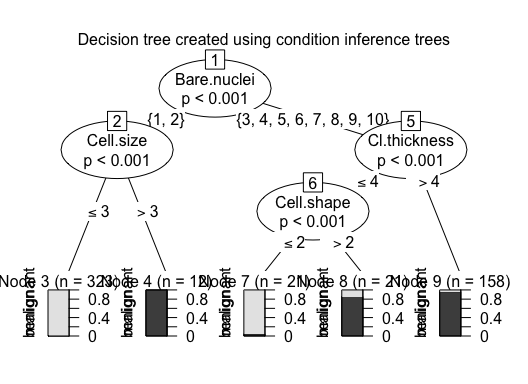 Decision tree created using condition inference trees
1
Bare.nuclei
p < 0.001
{1, 2}
{3, 4, 5, 6, 7, 8, 9, 10}
2
Cell.size
p < 0.001
5
Cl.thickness
p < 0.001
≤ 4
> 4
6
Cell.shape
p < 0.001
≤ 3
> 3
≤ 2
> 2
Node 3 (n = 323)
Node 4 (n = 12)
Node 7 (n = 21)
Node 8 (n = 21)
Node 9 (n = 158)
0.8
0.4
0
0.8
0.4
0
0.8
0.4
0
0.8
0.4
0
0.8
0.4
0